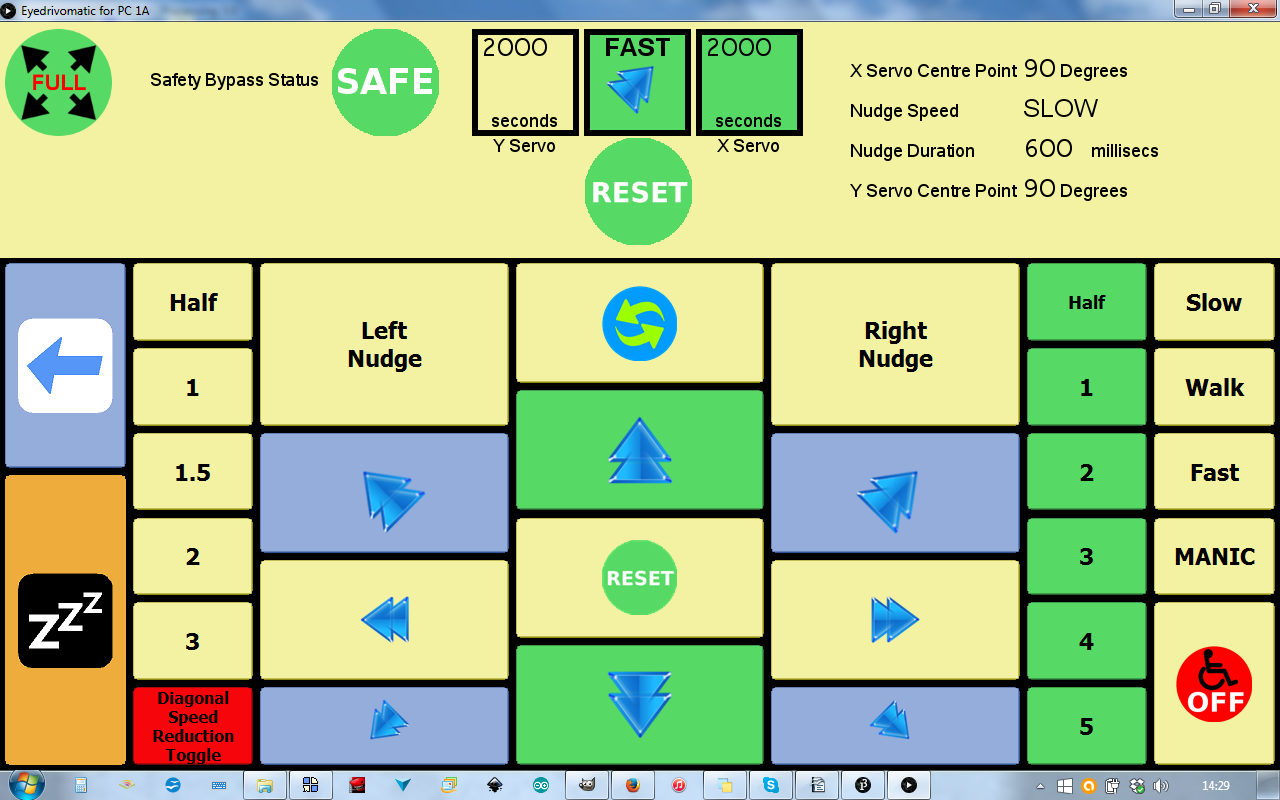 Eyedrivomatic for PC 1A
FULL
Safety Bypass Status
SAFE
2000
seconds
Y Servo
FAST
2000
seconds
X Servo
RESET
X Servo Centre Point 90 Degrees
Nudge Speed SLOW
Nudge Duration 600 millisecs
Y Servo Centre Point 90 Degrees
Half
1
1.5
2
3
Diagonal
Speed
Reduction
Toggle
Left
Nudge
RESET
Right
Nudge
Half
1
2
3
4
5
Slow
Walk
Fast
MANIC
OFF
zzz
14:29